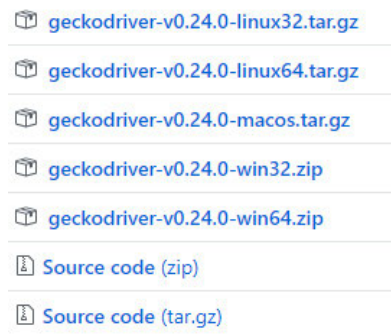 geckodriver-v0.24.0-linux32.tar.gz
geckodriver-v0.24.0-linux64.tar.gz
geckodriver-v0.24.0-macos.tar.gz
geckodriver-v0.24.0-win32.zip
geckodriver-v0.24.0-win64.zip
Source code (zip)
Source code (tar.gz)